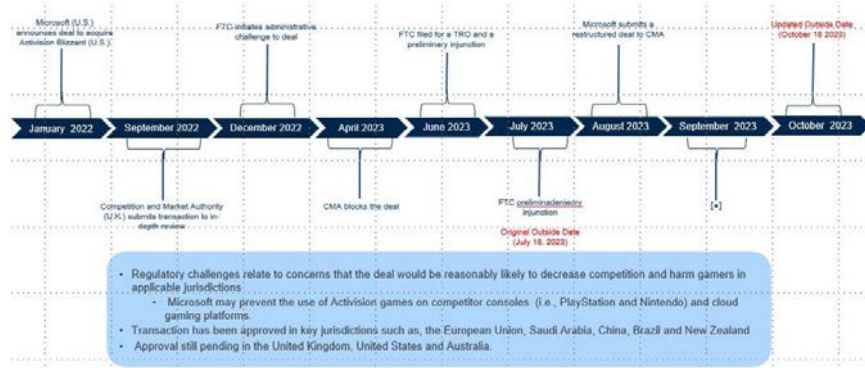 Microsoft (U.S.)
announces deal to acquire
Activision Blizzard (U.S.)
FTC initiates administrative
challenge to deal
FTC filed for a TRO and a
preliminary injunction
Microsoft submits a
restructured deal to CMA
Updated Outside Date
(October 18 2023)
January 2022
September 2022
December 2022
April 2023
June 2023
July 2023
August 2023
September 2023
October 2023
Competition and Market Authority
(U.K.) submits transaction to in-
depth review
CMA blocks the deal
FTC preliminadeniedry
injunction
Original Outside Date
(July 18, 2023)
[•]
• Regulatory challenges relate to concerns that the deal would be reasonably likely to decrease competition and harm gamers in
applicable jurisdictions
• Microsoft may prevent the use of Activision games on competitor consoles (i.e., PlayStation and Nintendo) and cloud
gaming platforms.
• Transaction has been approved in key jurisdictions such as, the European Union, Saudi Arabia, China, Brazil and New Zealand
• Approval still pending in the United Kingdom, United States and Australia.